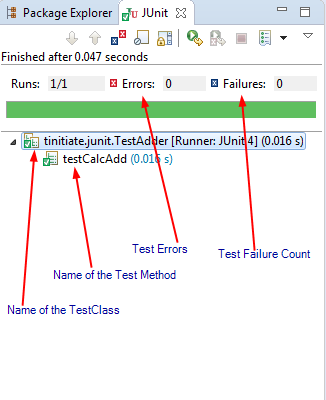 Package Explorer JUnit
Finished after 0.047 seconds
Runs: 1/1 Errors: 0 Failures: 0
tinitiate.junit.TestAdder [Runner: JUnit 4] (0.016 s)
testCalcAdd (0.016 s)
Test Errors
Test Failure Count
Name of the Test Method
Name of the TestClass